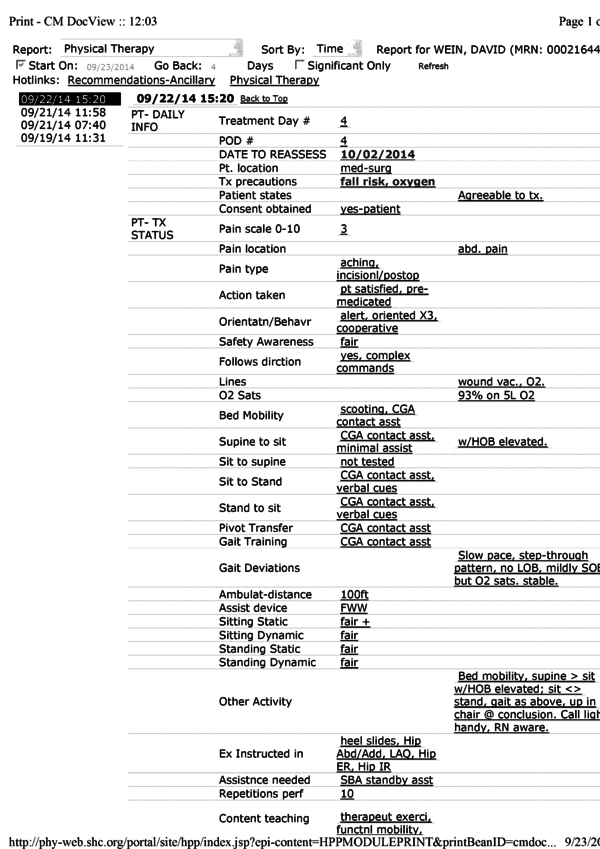 Print - CM DocView :: 12:03 Page 1 o
Report: Physical Therapy Sort By: Time Report for WEIN, DAVID (MRN: 00021644
Start On: 09/23/2014 Go Back: 4 Days Significant Only Refresh
Hotlinks: Recommendations-Ancillary Physical Therapy
09/22/14 15:20
09/21/14 11:58
09/21/14 07:40
09/19/14 11:31
09/22/14 15:20 Back to Top
PT- DAILY
INFO
Treatment Day # 4
POD # 4
DATE TO REASSESS 10/02/2014
Pt. location med-surg
Tx precautions fall risk, oxygen
Patient states Agreeable to tx.
Consent obtained yes-patient
PT- TX
STATUS
Pain scale 0-10 3
Pain location abd. pain
Pain type aching,
incisionl/postop
Action taken pt satisfied, pre-
medicated
Orientatn/Behavr alert, oriented X3,
cooperative
Safety Awareness fair
Follows dirction yes, complex
commands
Lines wound vac., O2.
O2 Sats 93% on 5L O2
Bed Mobility scooting, CGA
contact asst
Supine to sit CGA contact asst,
minimal assist w/HOB elevated.
Sit to supine not tested
Sit to Stand CGA contact asst,
verbal cues
Stand to sit CGA contact asst,
verbal cues
Pivot Transfer CGA contact asst
Gait Training CGA contact asst
Gait Deviations Slow pace, step-through
pattern, no LOB, mildly SOB
but O2 sats. stable.
Ambulat-distance 100ft
Assist device FWW
Sitting Static fair +
Sitting Dynamic fair
Standing Static fair
Standing Dynamic fair
Other Activity Bed mobility, supine > sit
w/HOB elevated; sit <>
stand, gait as above, up in
chair @ conclusion. Call ligh
handy, RN aware.
Ex Instructed in heel slides, Hip
Abd/Add, LAQ, Hip
ER, Hip IR
Assistnce needed SBA standby asst
Repetitions perf 10
Content teaching therapeut exerci,
functnl mobility,
http://phy-web.shc.org/portal/site/hpp/index.jsp?epi-content=HPPMODULEPRINT&printBeanID=cmdoc... 9/23/20